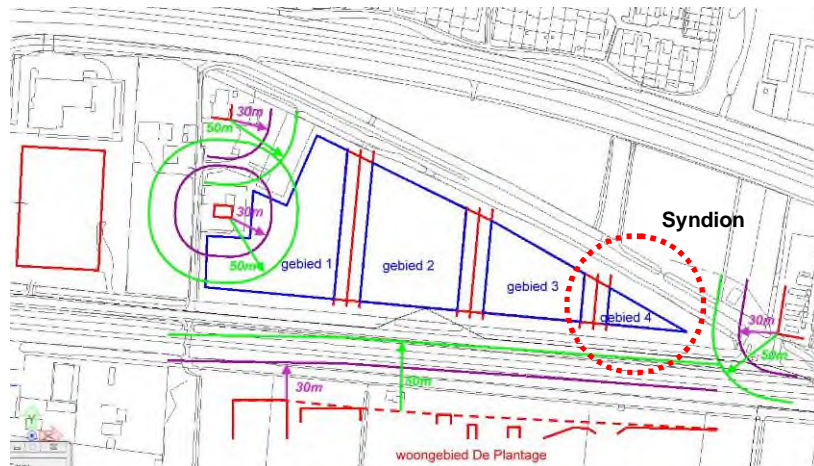 30m
50m
Syndion
30m
50m
gebied 1
gebied 2
gebied 3
gebied 4
30m
50m
30m
50m
woongebied De Plantage